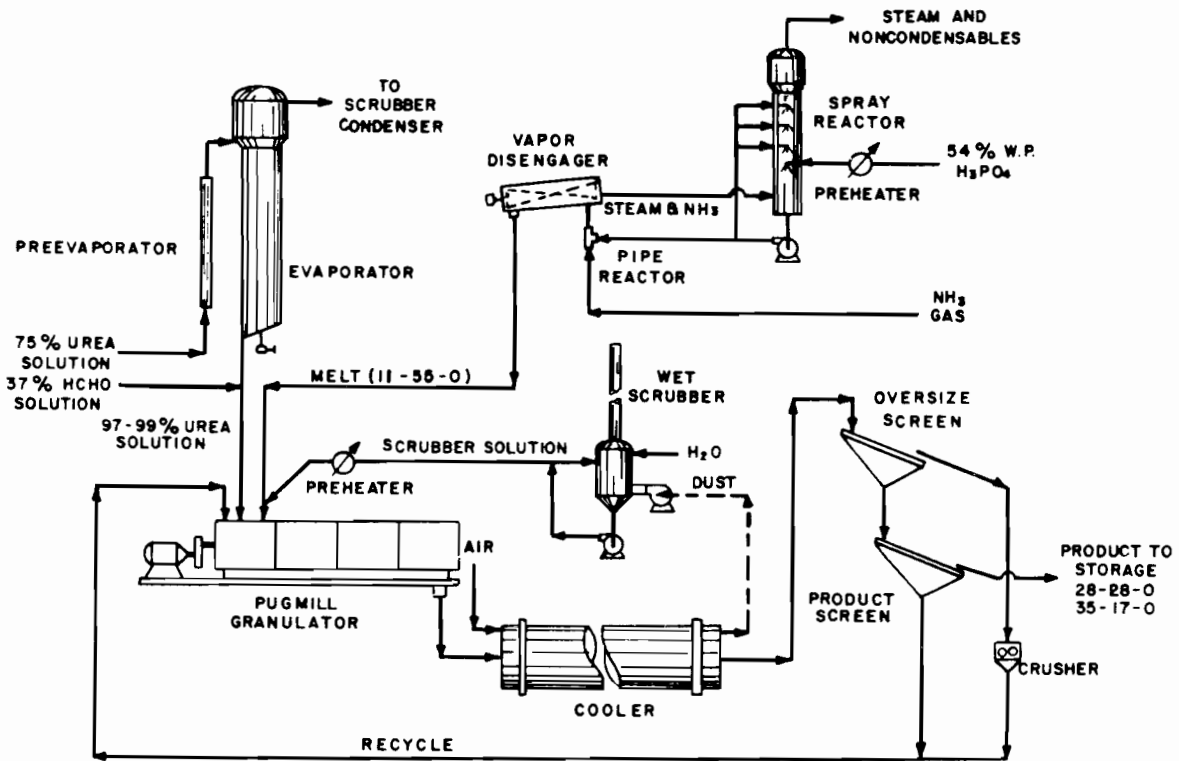 STEAM AND
NONCONDENSABLES
TO
SCRUBBER
CONDENSER
SPRAY
REACTOR
VAPOR
DISENGAGER
54% W.P.
H₃PO₄
PREHEATER
STEAM & NH₃
PREEVAPORATOR
EVAPORATOR
PIPE
REACTOR
NH₃
GAS
75% UREA
SOLUTION
37% HCHO
SOLUTION
MELT (11-55-0)
WET
SCRUBBER
OVERSIZE
SCREEN
97-99% UREA
SOLUTION
SCRUBBER SOLUTION
H₂O
PREHEATER
DUST
AIR
PRODUCT TO
STORAGE
28-28-0
35-17-0
PUGMILL
GRANULATOR
PRODUCT
SCREEN
CRUSHER
COOLER
RECYCLE